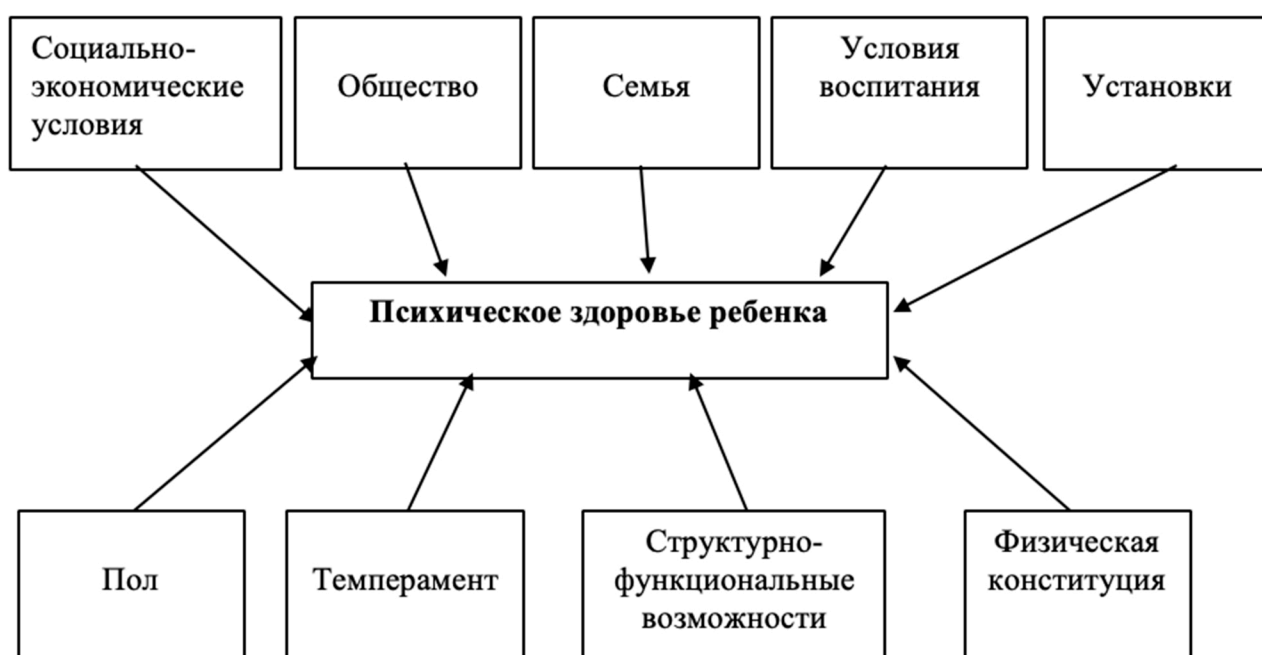 Социально-
экономические
условия
Общество
Семья
Условия
воспитания
Установки
Психическое здоровье ребенка
Пол
Темперамент
Структурно-
функциональные
возможности
Физическая
конституция